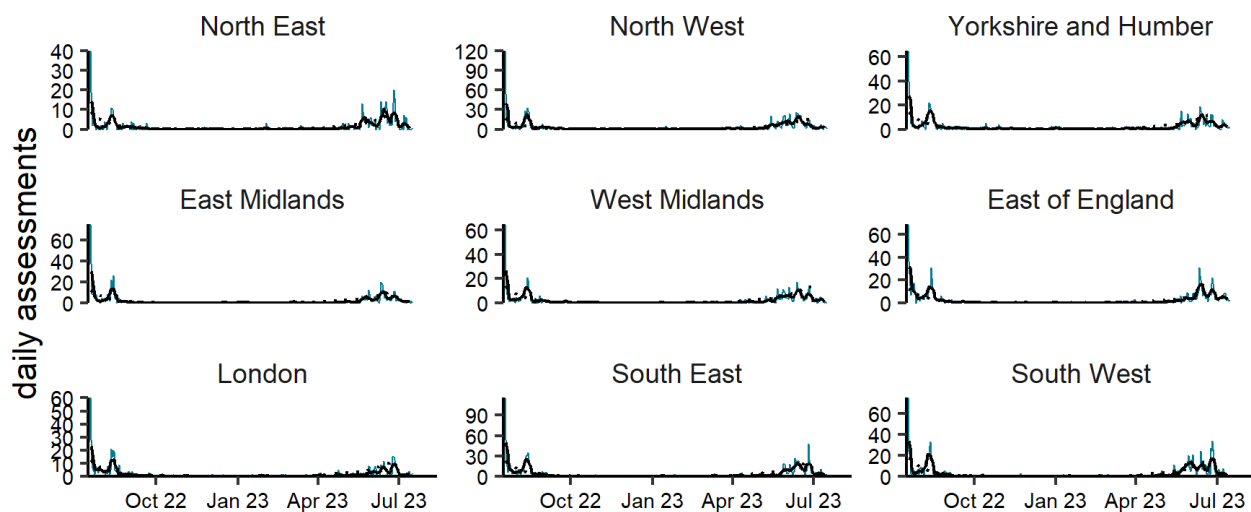 North East North West Yorkshire and Humber
40 120 60
30 90 40
20 60 20
10 30 0
0 0
daily assessments
East Midlands West Midlands East of England
60 60 60
40 40 40
20 20 20
0 0 0
London South East South West
60 90 60
50 60 40
40 30 20
30 0 0
20
10
0
Oct 22 Jan 23 Apr 23 Jul 23 Oct 22 Jan 23 Apr 23 Jul 23 Oct 22 Jan 23 Apr 23 Jul 23